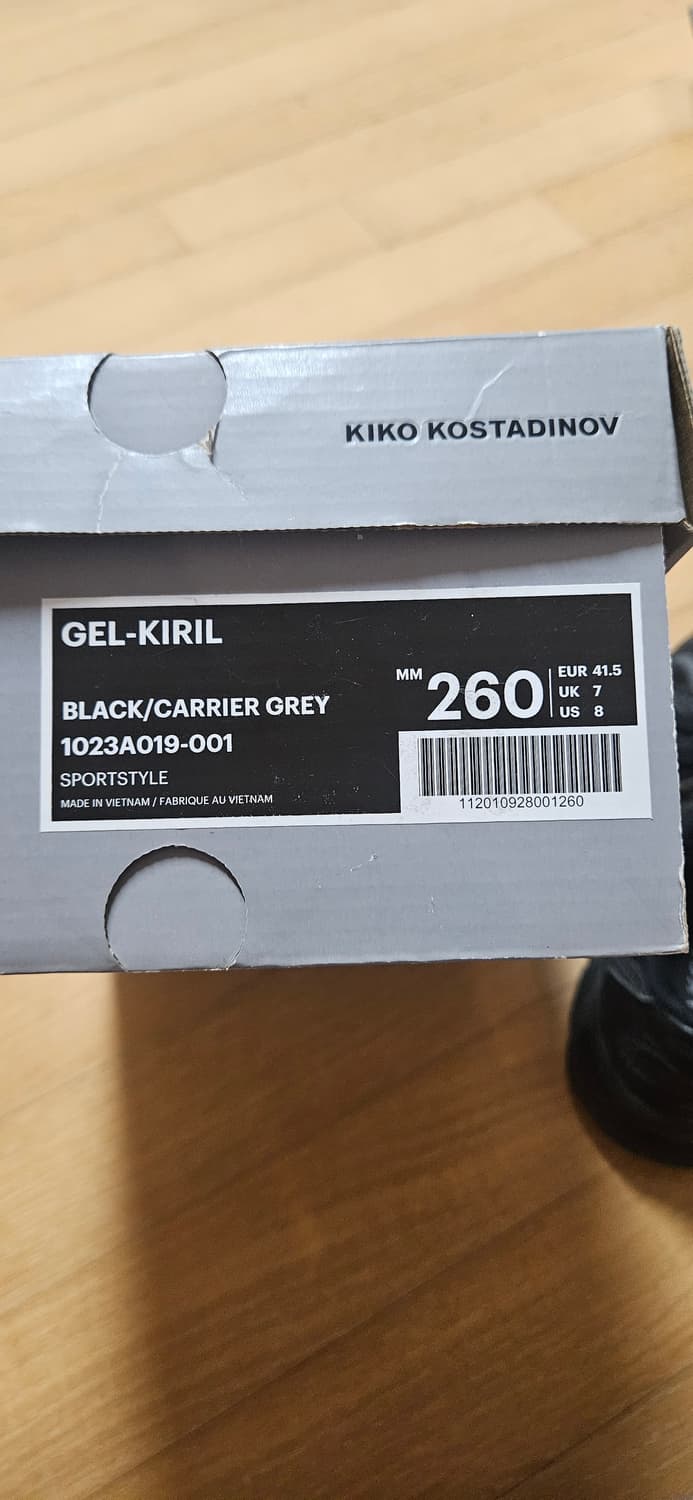 KIKO KOSTADINOV
GEL-KIRIL
BLACK/CARRIER GREY
1023A019-001
SPORTSTYLE
MADE IN VIETNAM / FABRIQUE AU VIETNAM
MM 260
EUR 41.5
UK 7
US 8
112010928001260